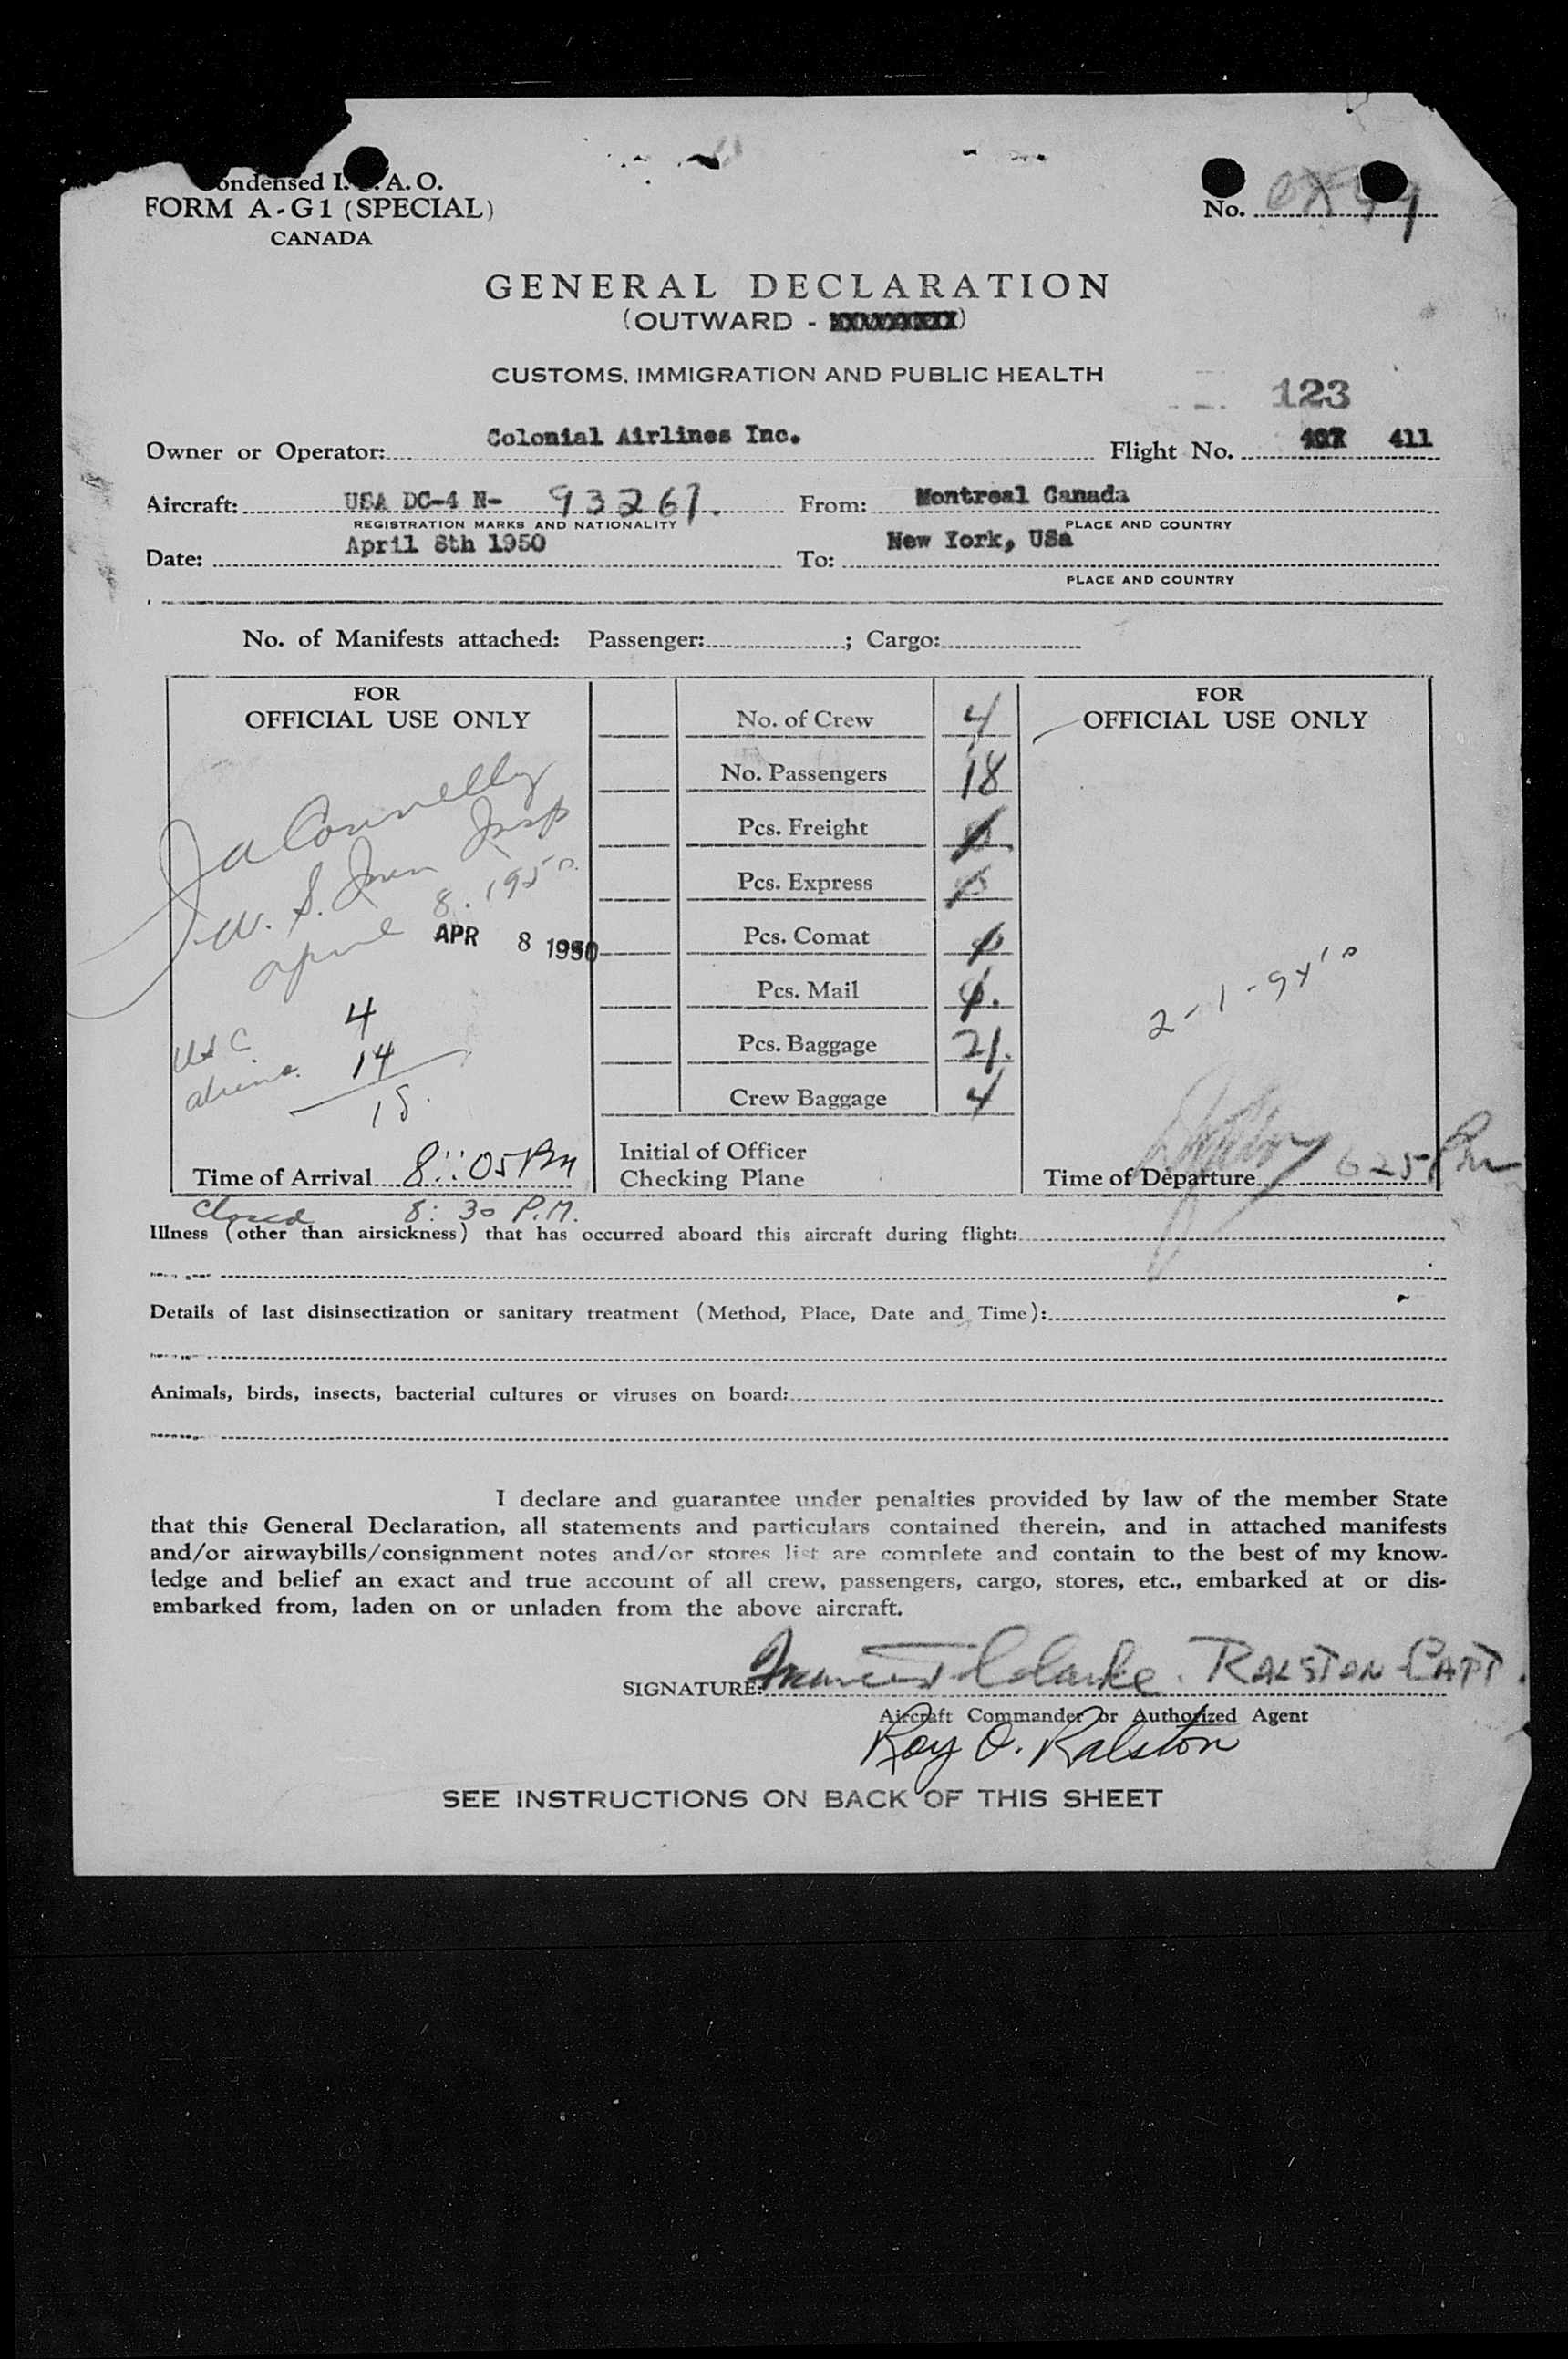 ondensed I. . A. O.
FORM A-G1 (SPECIAL)
CANADA
No.
GENERAL DECLARATION
(OUTWARD - )
CUSTOMS, IMMIGRATION AND PUBLIC HEALTH
123
Owner or Operator: Colonial Airlines Inc. Flight No. 411
Aircraft: USA DC-4 N- 93267. From: Montreal Canada
REGISTRATION MARKS AND NATIONALITY PLACE AND COUNTRY
Date: April 8th 1950 To: New York, USa
PLACE AND COUNTRY
No. of Manifests attached: Passenger: ; Cargo:
FOR
OFFICIAL USE ONLY
J a Connelly
U. S. Imm Insp
april 8. 1950.
APR 8 1950
USC 4
aliens. 14
18.
Time of Arrival 8:05 Pm
closed 8:30 P.M.
No. of Crew 4
No. Passengers 18
Pcs. Freight
Pcs. Express
Pcs. Comat
Pcs. Mail
Pcs. Baggage 21.
Crew Baggage 4
Initial of Officer
Checking Plane
FOR
OFFICIAL USE ONLY
Time of Departure 625 Pm
Illness (other than airsickness) that has occurred aboard this aircraft during flight:
Details of last disinsectization or sanitary treatment (Method, Place, Date and Time):
Animals, birds, insects, bacterial cultures or viruses on board:
I declare and guarantee under penalties provided by law of the member State
that this General Declaration, all statements and particulars contained therein, and in attached manifests
and/or airwaybills/consignment notes and/or stores list are complete and contain to the best of my know-
ledge and belief an exact and true account of all crew, passengers, cargo, stores, etc., embarked at or dis-
embarked from, laden on or unladen from the above aircraft.
SIGNATURE: Clarke. RALSTON CAPT.
Aircraft Commander or Authorized Agent
Roy O. Ralston
SEE INSTRUCTIONS ON BACK OF THIS SHEET